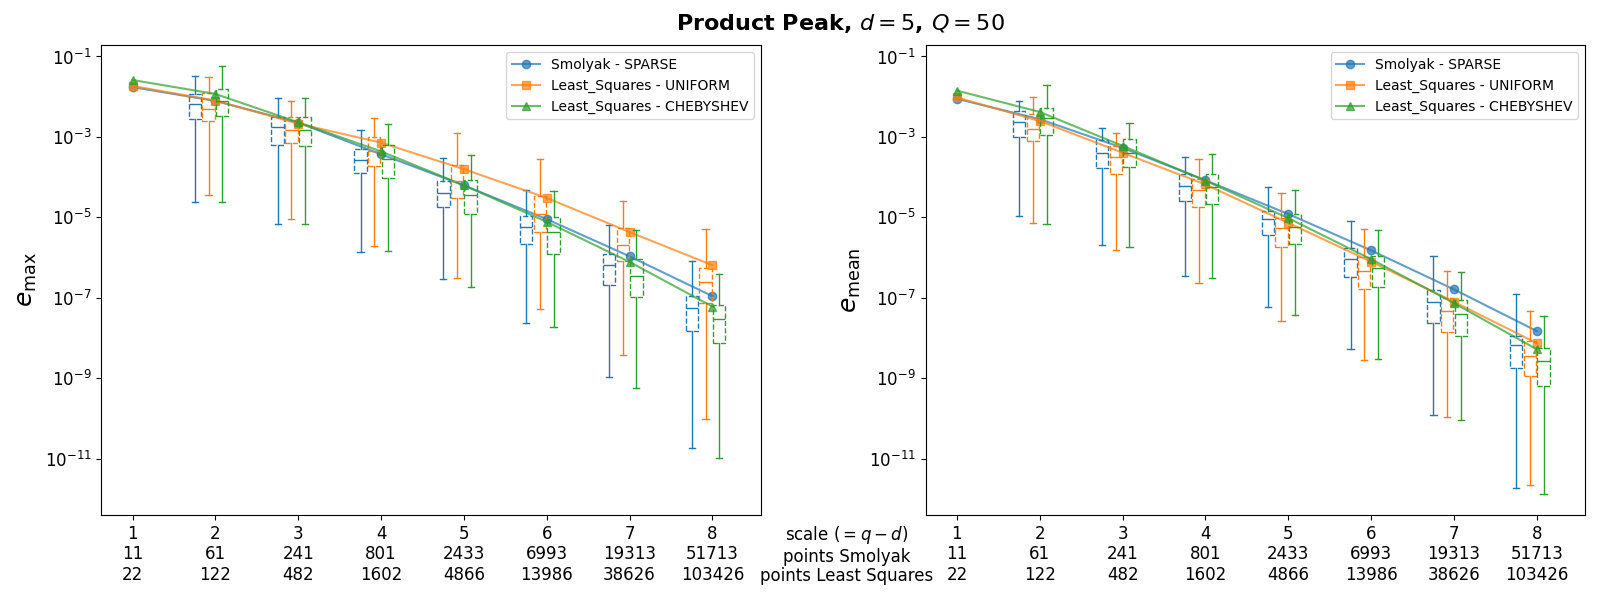 Product Peak, d = 5, Q = 50
10⁻¹
10⁻³
10⁻⁵
10⁻⁷
10⁻⁹
10⁻¹¹
e_max
Smolyak - SPARSE
Least_Squares - UNIFORM
Least_Squares - CHEBYSHEV
10⁻¹
10⁻³
10⁻⁵
10⁻⁷
10⁻⁹
10⁻¹¹
e_mean
Smolyak - SPARSE
Least_Squares - UNIFORM
Least_Squares - CHEBYSHEV
1 2 3 4 5 6 7 8 scale (= q − d) 1 2 3 4 5 6 7 8
11 61 241 801 2433 6993 19313 51713 points Smolyak 11 61 241 801 2433 6993 19313 51713
22 122 482 1602 4866 13986 38626 103426 points Least Squares 22 122 482 1602 4866 13986 38626 103426